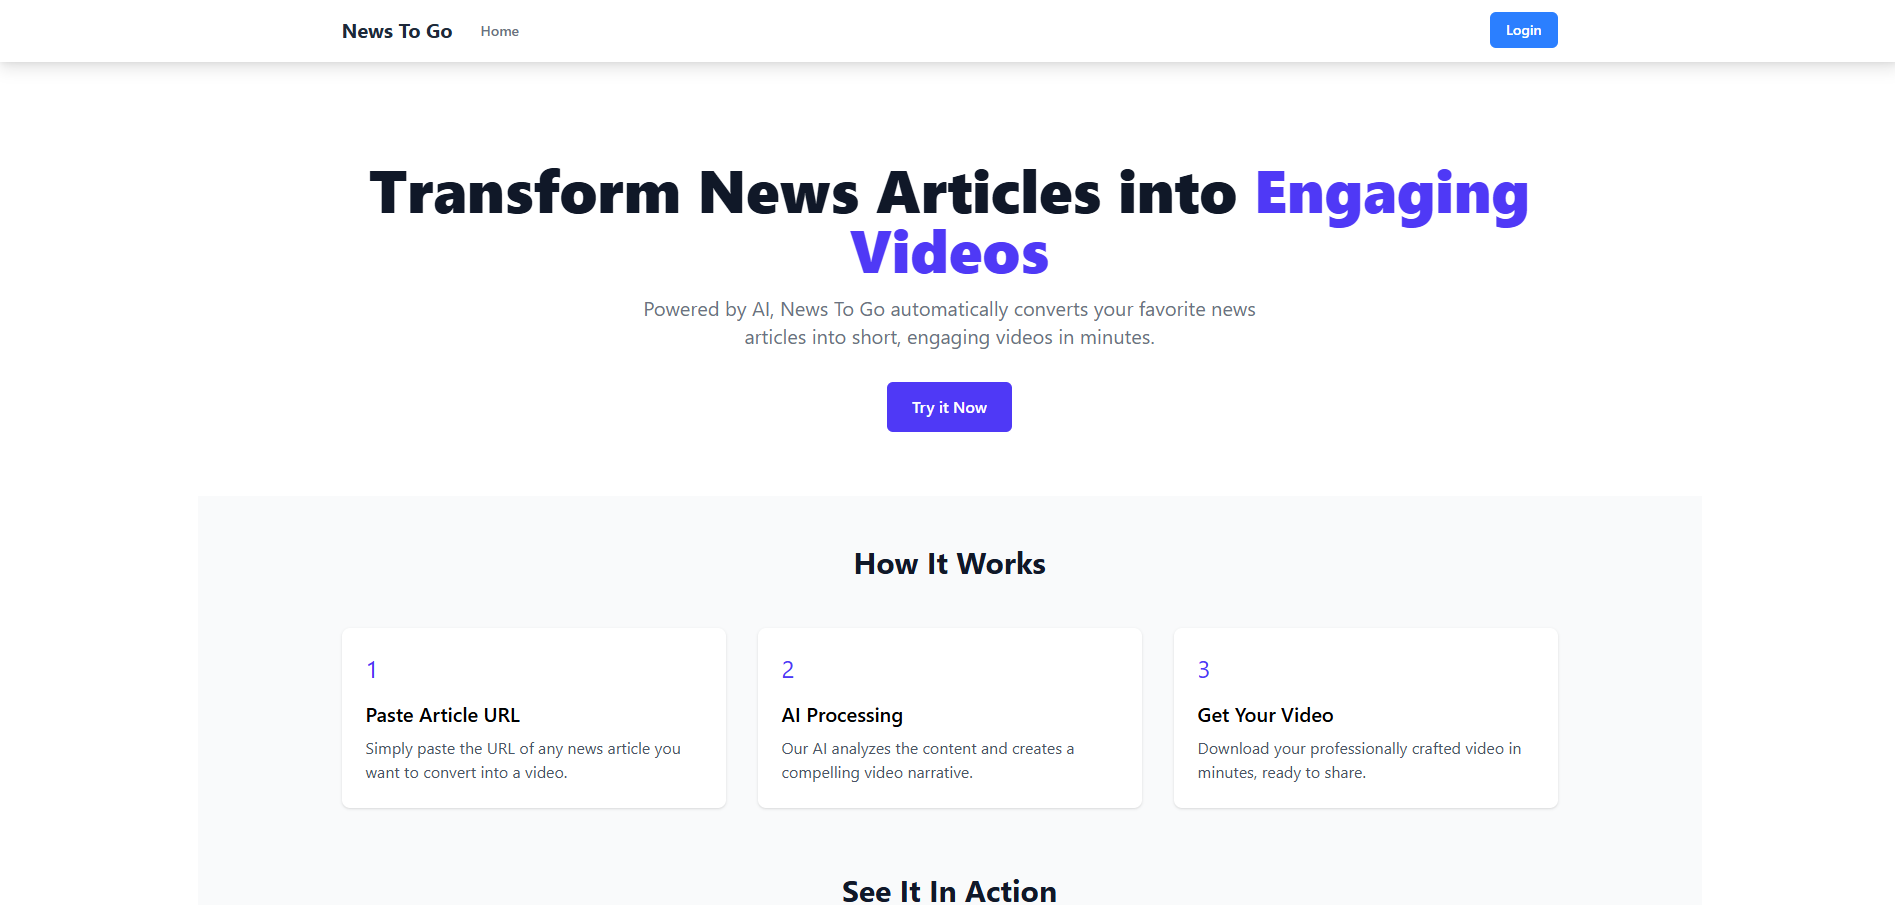 News To Go
Home
Login
Transform News Articles into Engaging
Videos
Powered by AI, News To Go automatically converts your favorite news
articles into short, engaging videos in minutes.
Try it Now
How It Works
1
Paste Article URL
Simply paste the URL of any news article you
want to convert into a video.
2
AI Processing
Our AI analyzes the content and creates a
compelling video narrative.
3
Get Your Video
Download your professionally crafted video in
minutes, ready to share.
See It In Action